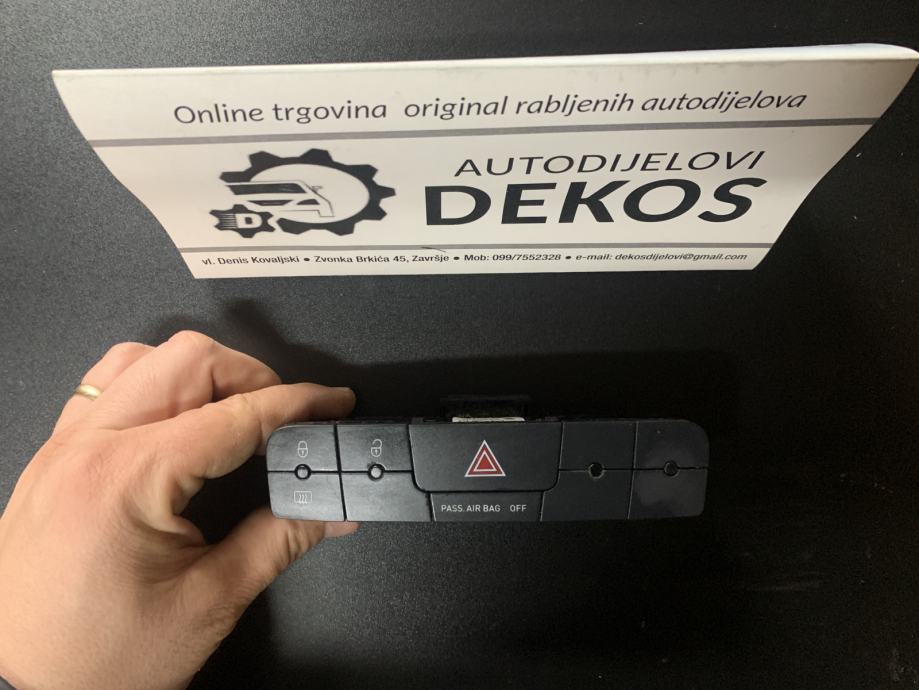 Online trgovina original rabljenih autodijelova
AUTODIJELOVI
DEKOS
D
vl. Denis Kovaljski • Zvonka Brkića 45, Završje • Mob: 099/7552328 • e-mail: dekosdijelovi@gmail.com
PASS. AIR BAG OFF